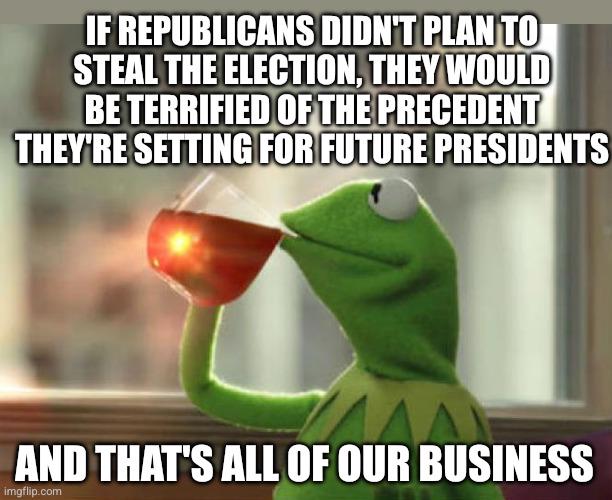 IF REPUBLICANS DIDN'T PLAN TO
STEAL THE ELECTION, THEY WOULD
BE TERRIFIED OF THE PRECEDENT
THEY'RE SETTING FOR FUTURE PRESIDENTS
AND THAT'S ALL OF OUR BUSINESS
imgflip.com